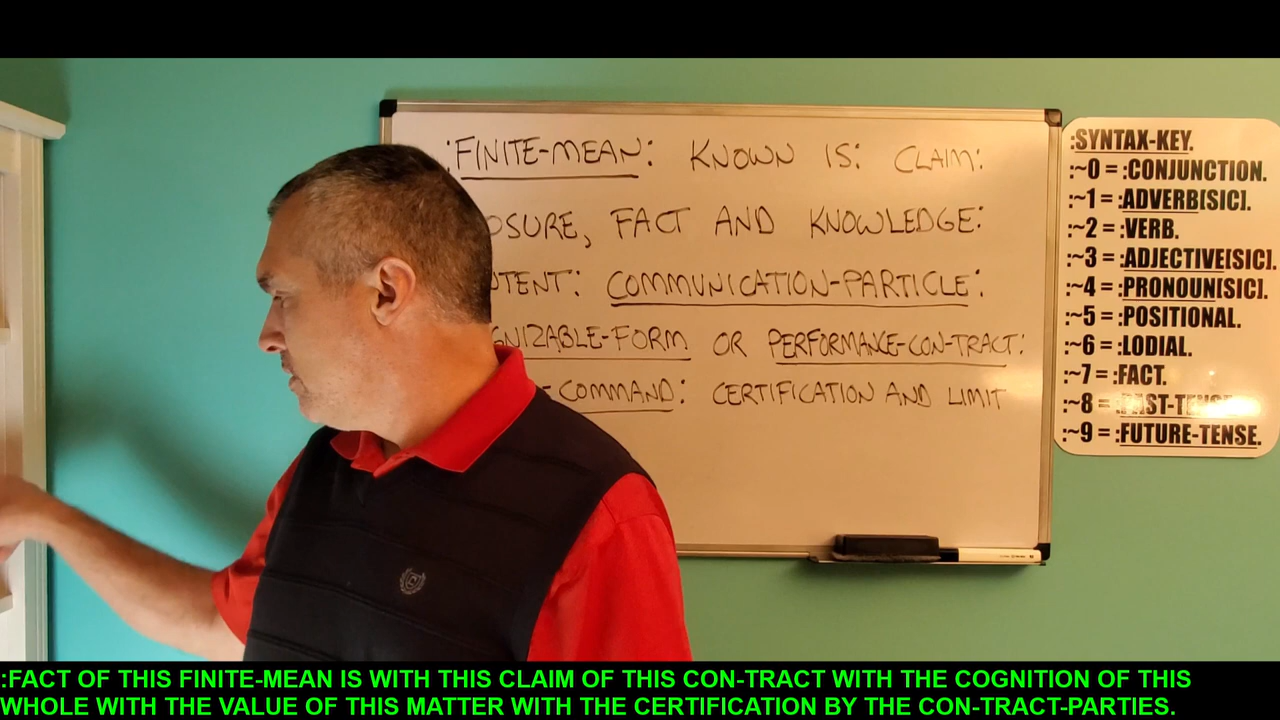 :FINITE-MEAN: KNOWN IS: CLAIM:
FACT AND KNOWLEDGE:
COMMUNICATION-PARTICLE:
OR PERFORMANCE-CON-TRACT:
COMMAND: CERTIFICATION AND LIMIT
:SYNTAX-KEY.
:~0 = :CONJUNCTION.
:~1 = :ADVERB[SIC].
:~2 = :VERB.
:~3 = :ADJECTIVE[SIC].
:~4 = :PRONOUN[SIC].
:~5 = :POSITIONAL.
:~6 = :LODIAL.
:~7 = :FACT.
:~8 = :PAST-TENSE.
:~9 = :FUTURE-TENSE.
:FACT OF THIS FINITE-MEAN IS WITH THIS CLAIM OF THIS CON-TRACT WITH THE COGNITION OF THIS
WHOLE WITH THE VALUE OF THIS MATTER WITH THE CERTIFICATION BY THE CON-TRACT-PARTIES.